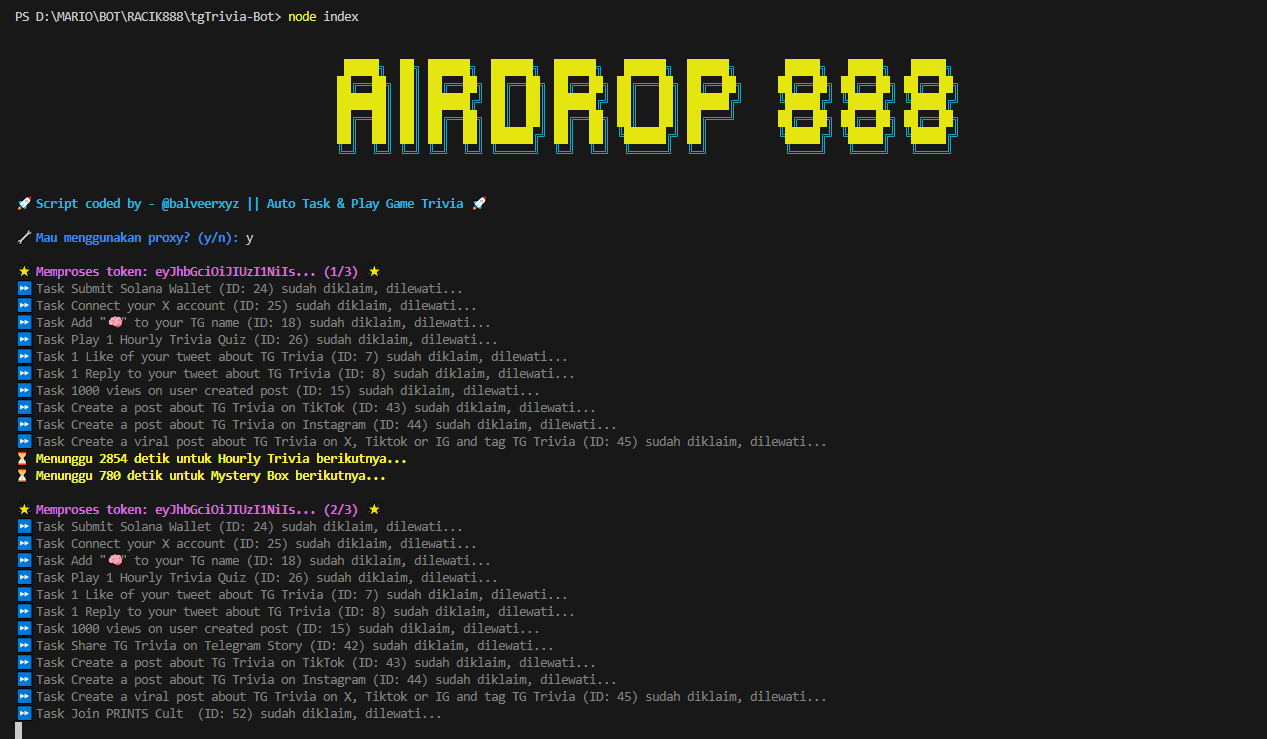 PS D:\MARIO\BOT\RACIK888\tgTrivia-Bot> node index
AIRDROP 888
🚀 Script coded by - @balveerxyz || Auto Task & Play Game Trivia 🚀
🔧 Mau menggunakan proxy? (y/n): y
🌟 Memproses token: eyJhbGciOiJIUzI1NiIs... (1/3) 🌟
⏩ Task Submit Solana Wallet (ID: 24) sudah diklaim, dilewati...
⏩ Task Connect your X account (ID: 25) sudah diklaim, dilewati...
⏩ Task Add "🧠" to your TG name (ID: 18) sudah diklaim, dilewati...
⏩ Task Play 1 Hourly Trivia Quiz (ID: 26) sudah diklaim, dilewati...
⏩ Task 1 Like of your tweet about TG Trivia (ID: 7) sudah diklaim, dilewati...
⏩ Task 1 Reply to your tweet about TG Trivia (ID: 8) sudah diklaim, dilewati...
⏩ Task 1000 views on user created post (ID: 15) sudah diklaim, dilewati...
⏩ Task Create a post about TG Trivia on TikTok (ID: 43) sudah diklaim, dilewati...
⏩ Task Create a post about TG Trivia on Instagram (ID: 44) sudah diklaim, dilewati...
⏩ Task Create a viral post about TG Trivia on X, Tiktok or IG and tag TG Trivia (ID: 45) sudah diklaim, dilewati...
⏳ Menunggu 2854 detik untuk Hourly Trivia berikutnya...
⏳ Menunggu 780 detik untuk Mystery Box berikutnya...
🌟 Memproses token: eyJhbGciOiJIUzI1NiIs... (2/3) 🌟
⏩ Task Submit Solana Wallet (ID: 24) sudah diklaim, dilewati...
⏩ Task Connect your X account (ID: 25) sudah diklaim, dilewati...
⏩ Task Add "🧠" to your TG name (ID: 18) sudah diklaim, dilewati...
⏩ Task Play 1 Hourly Trivia Quiz (ID: 26) sudah diklaim, dilewati...
⏩ Task 1 Like of your tweet about TG Trivia (ID: 7) sudah diklaim, dilewati...
⏩ Task 1 Reply to your tweet about TG Trivia (ID: 8) sudah diklaim, dilewati...
⏩ Task 1000 views on user created post (ID: 15) sudah diklaim, dilewati...
⏩ Task Share TG Trivia on Telegram Story (ID: 42) sudah diklaim, dilewati...
⏩ Task Create a post about TG Trivia on TikTok (ID: 43) sudah diklaim, dilewati...
⏩ Task Create a post about TG Trivia on Instagram (ID: 44) sudah diklaim, dilewati...
⏩ Task Create a viral post about TG Trivia on X, Tiktok or IG and tag TG Trivia (ID: 45) sudah diklaim, dilewati...
⏩ Task Join PRINTS Cult  (ID: 52) sudah diklaim, dilewati...